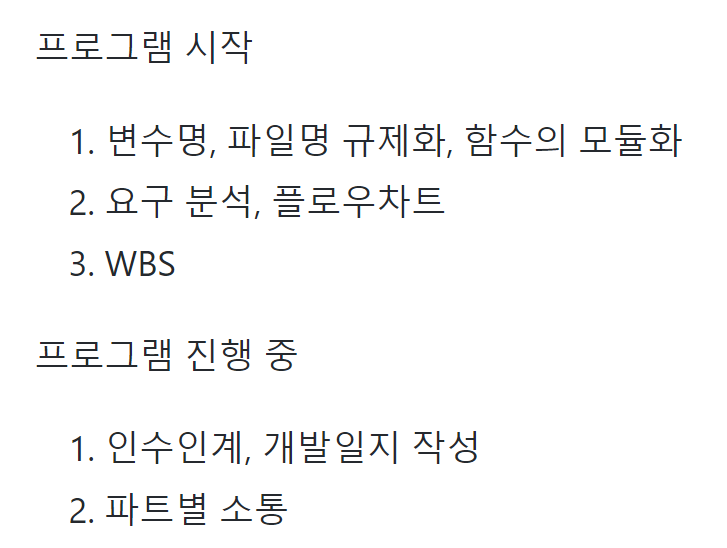 프로그램 시작
1. 변수명, 파일명 규제화, 함수의 모듈화
2. 요구 분석, 플로우차트
3. WBS
프로그램 진행 중
1. 인수인계, 개발일지 작성
2. 파트별 소통